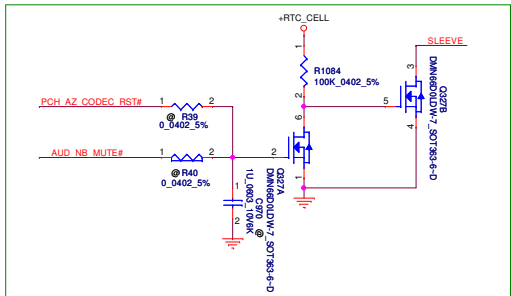 +RTC_CELL
SLEEVE
1
3
R1084
100K_0402_5%
2
Q327B
DMN66D0LDW-7_SOT363-6~D
5
4
PCH_AZ_CODEC_RST#
1
2
@ R39
0_0402_5%
6
AUD_NB_MUTE#
1
2
2
@ R40
0_0402_5%
1
Q327A
DMN66D0LDW-7_SOT363-6~D
1
2
C970 @
1U_0603_10V6K